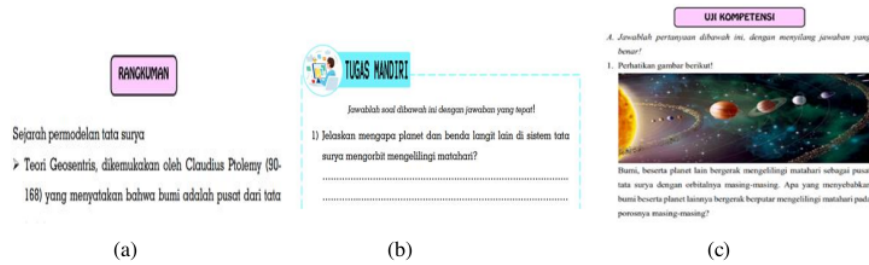 RANGKUMAN
Sejarah permodelan tata surya
➢ Teori Geosentris, dikemukakan oleh Claudius Ptolemy (90-
168) yang menyatakan bahwa bumi adalah pusat dari tata
(a)
TUGAS MANDIRI
Jawablah soal dibawah ini dengan jawaban yang tepat!
1) Jelaskan mengapa planet dan benda langit lain di sistem tata
surya mengorbit mengelilingi matahari?
(b)
UJI KOMPETENSI
A. Jawablah pertanyaan dibawah ini, dengan menyilang jawaban yang
benar!
1. Perhatikan gambar berikut!
Bumi, beserta planet lain bergerak mengelilingi matahari sebagai pusat
tata surya dengan orbitalnya masing-masing. Apa yang menyebabkan
bumi beserta planet lainnya bergerak berputar mengelilingi matahari pada
porosnya masing-masing?
(c)